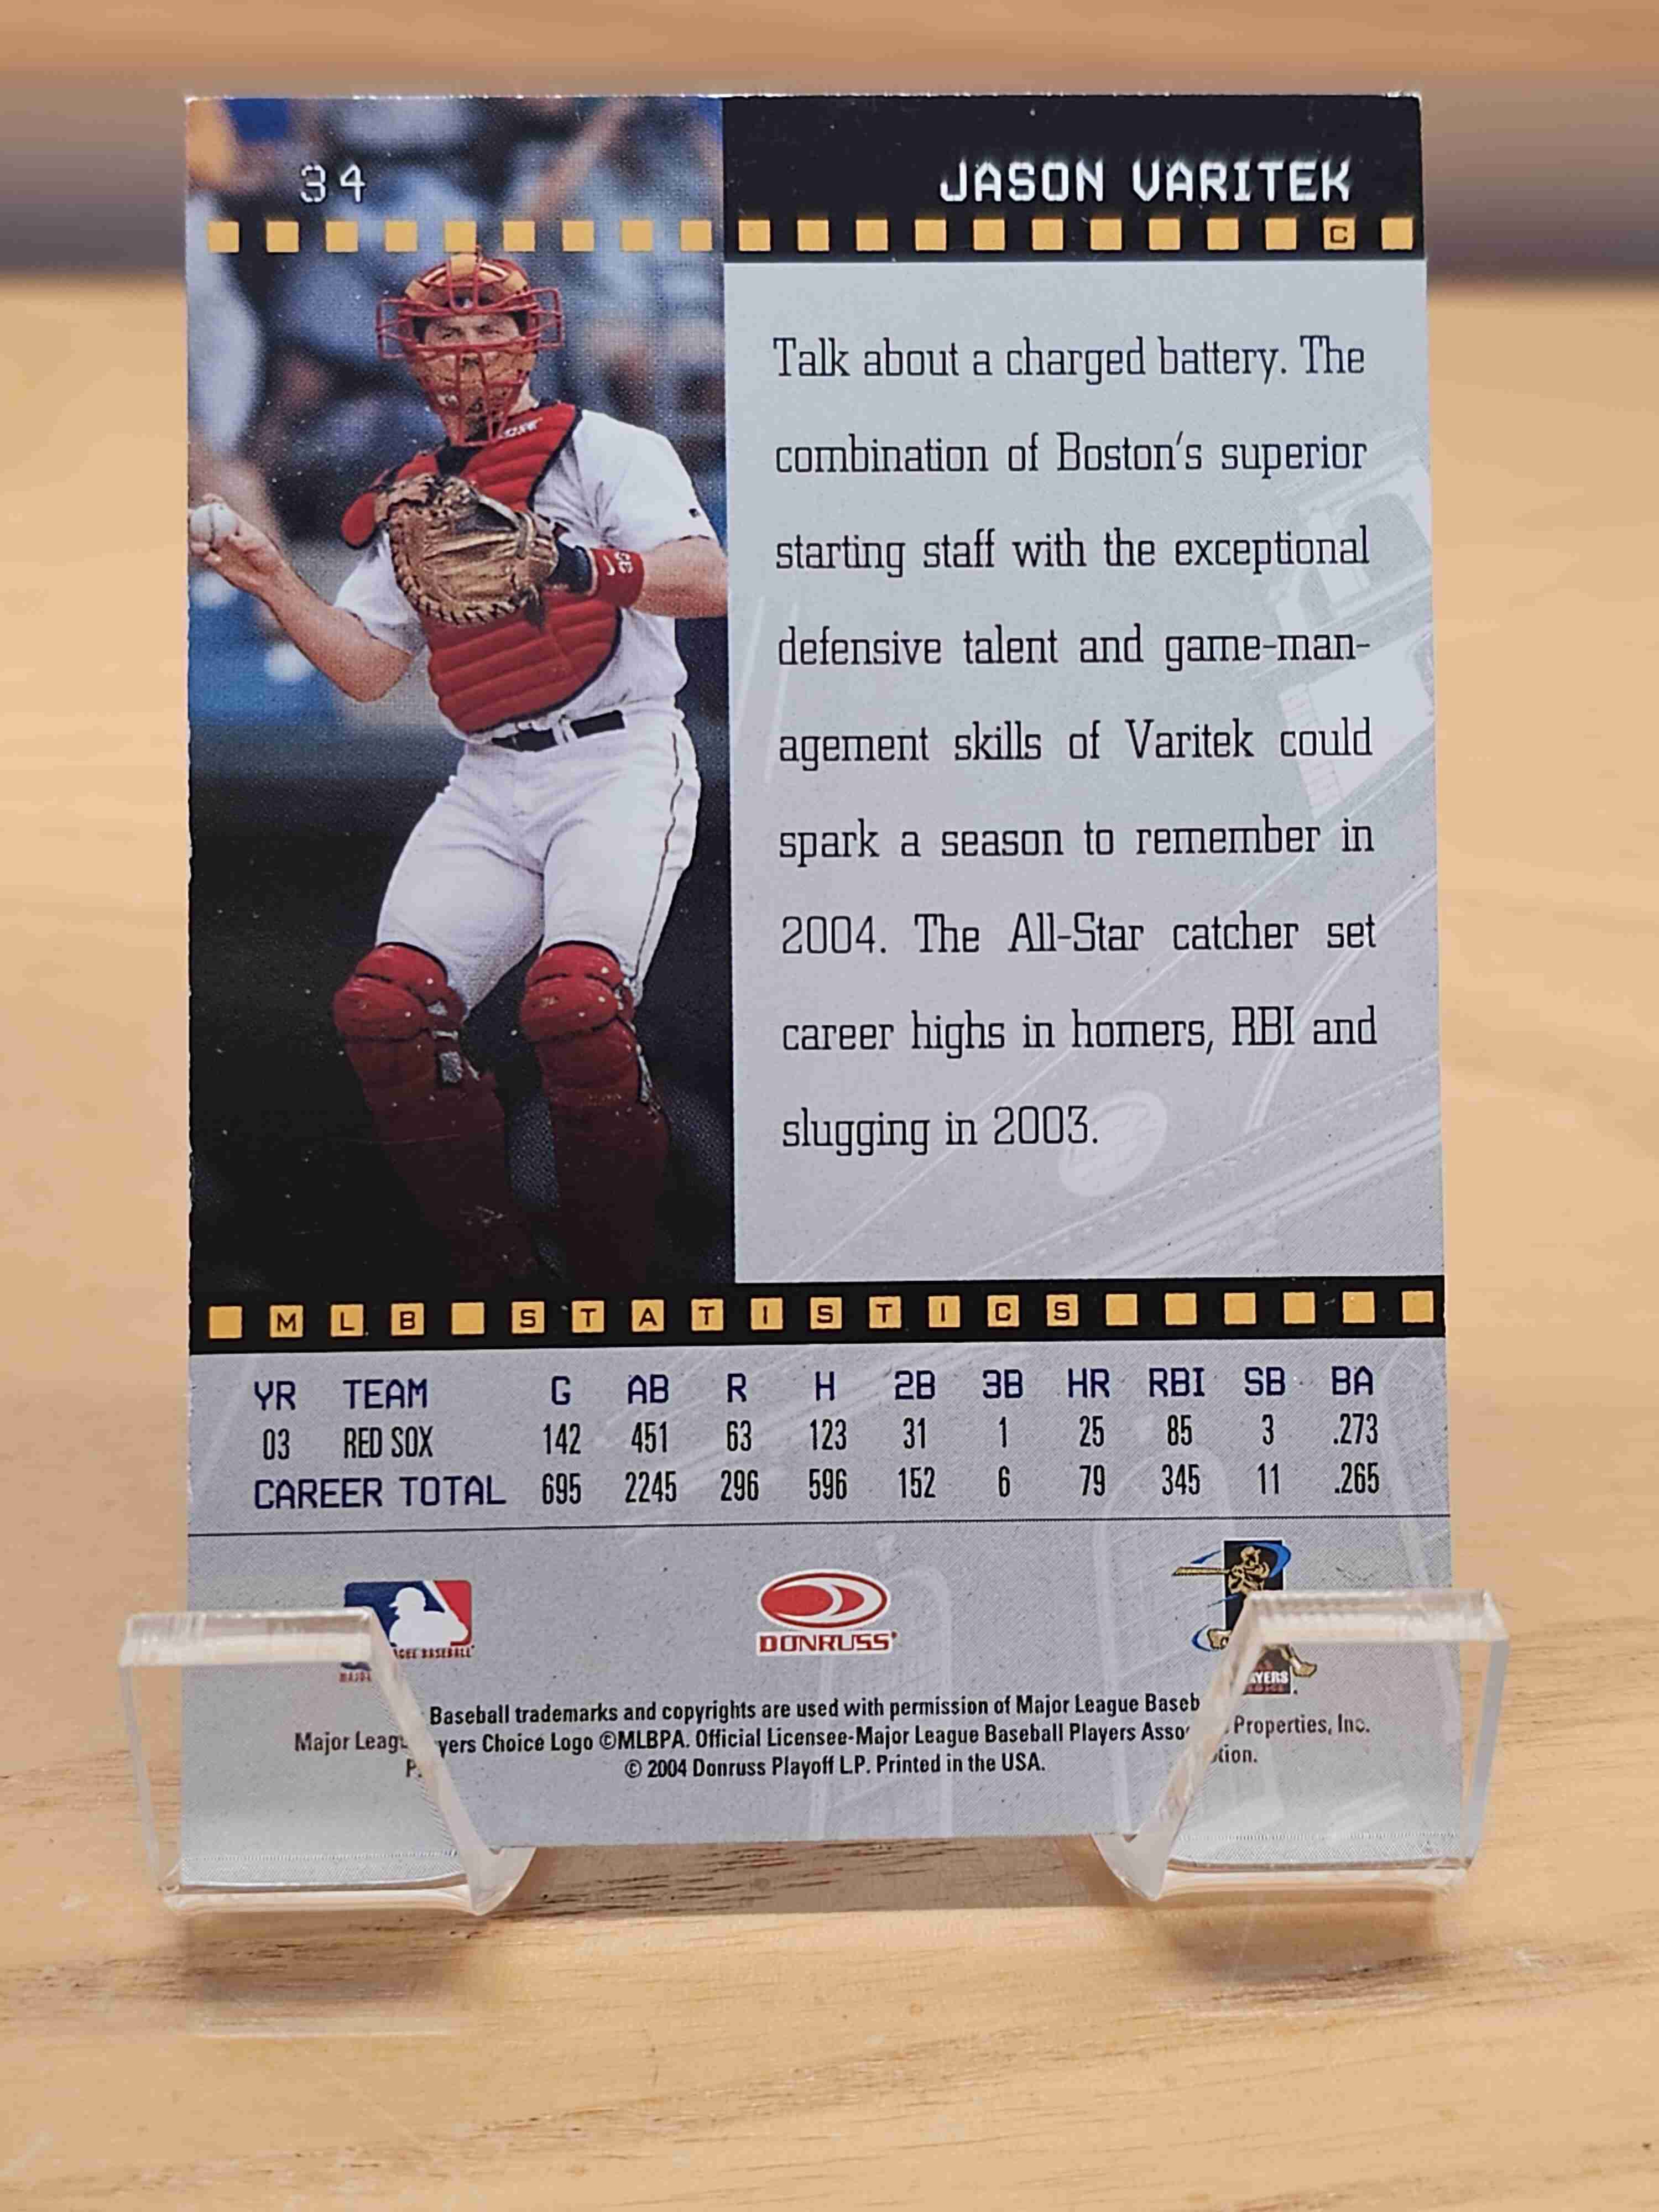 34
JASON VARITEK
C
Talk about a charged battery. The
combination of Boston's superior
starting staff with the exceptional
defensive talent and game-man-
agement skills of Varitek could
spark a season to remember in
2004. The All-Star catcher set
career highs in homers, RBI and
slugging in 2003.
MLB STATISTICS
YR TEAM G AB R H 2B 3B HR RBI SB BA
03 RED SOX 142 451 63 123 31 1 25 85 3 .273
CAREER TOTAL 695 2245 296 596 152 6 79 345 11 .265
BASEBALL
DONRUSS
Baseball trademarks and copyrights are used with permission of Major League Properties, Inc.
Major Choice Logo ©MLBPA. Official Licensee-Major League Baseball Players
© 2004 Donruss Playoff L.P. Printed in the USA.